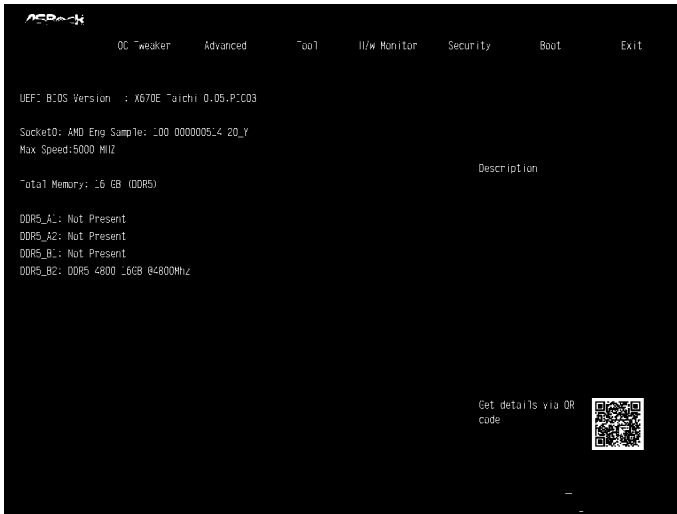 ASRock
OC Tweaker Advanced Tool H/W Monitor Security Boot Exit
UEFI BIOS Version : X670E Taichi 0.05.PIC03
Socket0: AMD Eng Sample: 100-000000514-20_Y
Max Speed:5000 MHZ
Description
Total Memory: 16 GB (DDR5)
DDR5_A1: Not Present
DDR5_A2: Not Present
DDR5_B1: Not Present
DDR5_B2: DDR5-4800 16GB @4800Mhz
Get details via QR
code